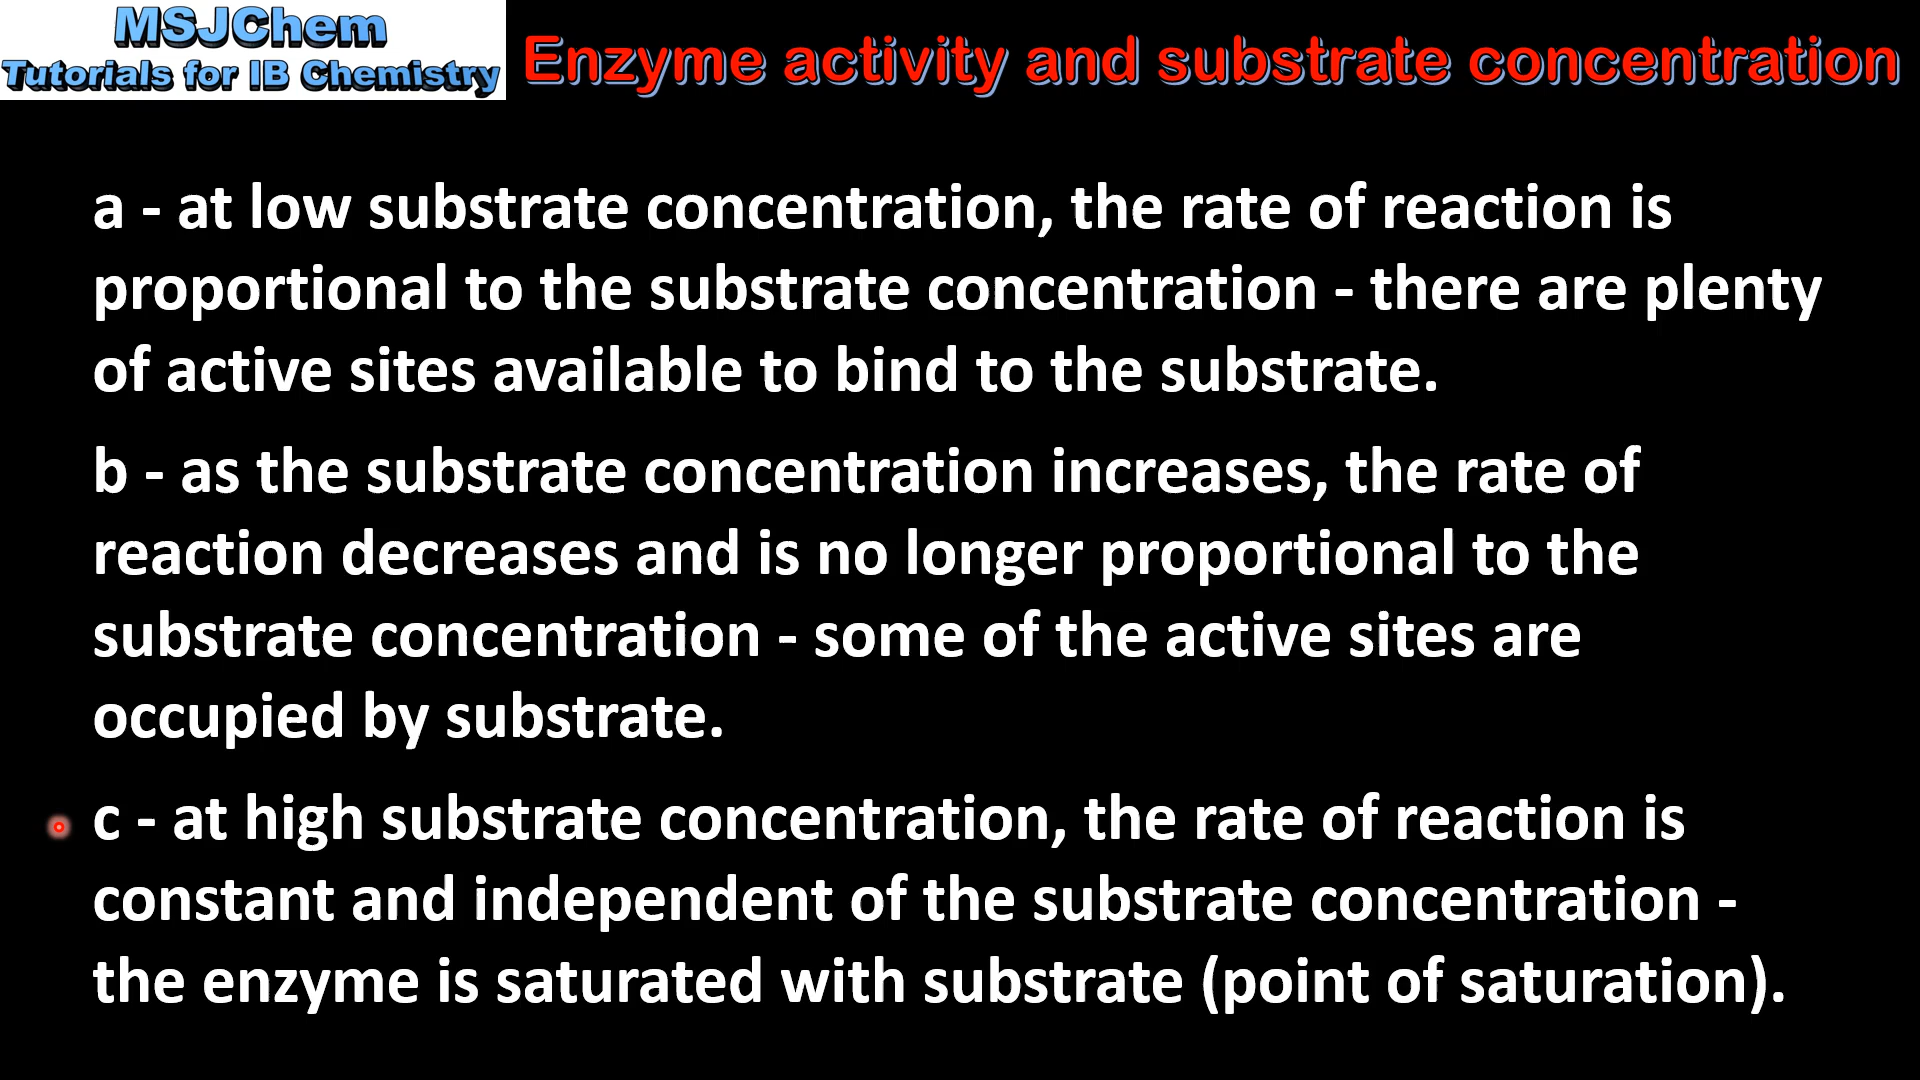 MSJChem
Tutorials for IB Chemistry
Enzyme activity and substrate concentration
a - at low substrate concentration, the rate of reaction is
proportional to the substrate concentration - there are plenty
of active sites available to bind to the substrate.
b - as the substrate concentration increases, the rate of
reaction decreases and is no longer proportional to the
substrate concentration - some of the active sites are
occupied by substrate.
c - at high substrate concentration, the rate of reaction is
constant and independent of the substrate concentration -
the enzyme is saturated with substrate (point of saturation).